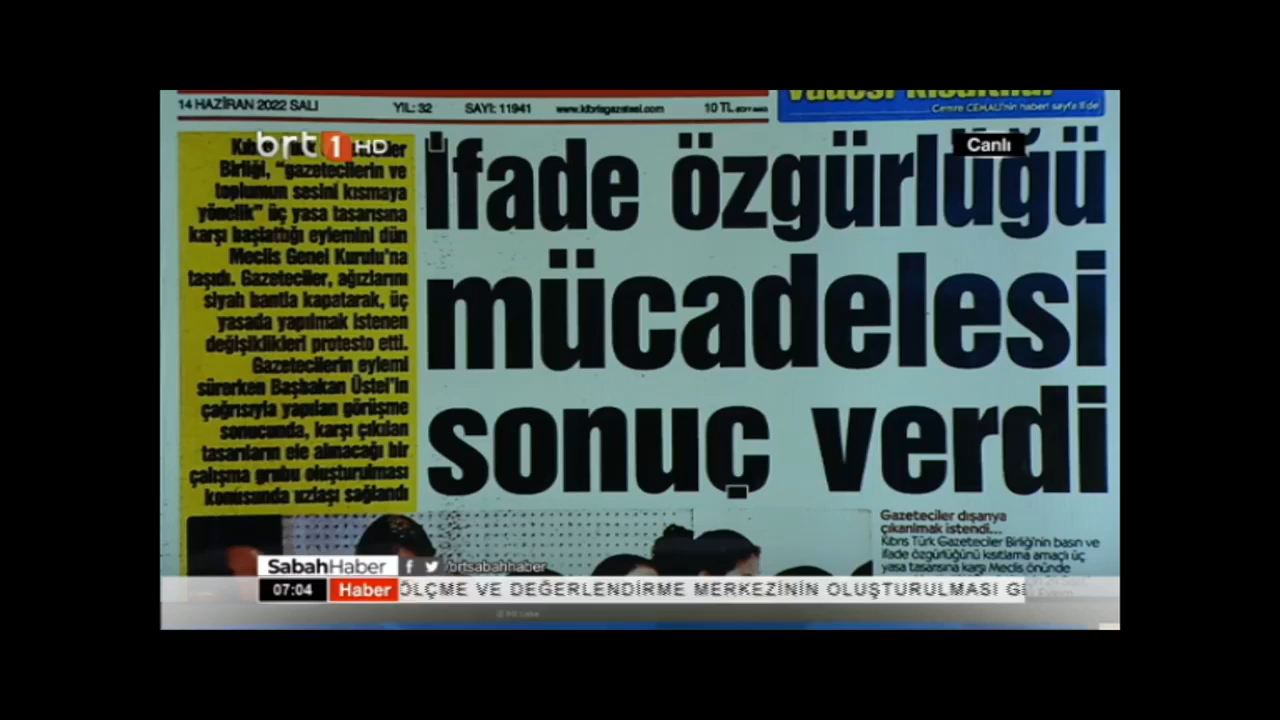 14 HAZİRAN 2022 SALI YIL: 32 SAYI: 11941 www.kibrisgazetesi.com 10 TL
Cemre CEHALİ'nin haberi sayfa 8'de
brt 1 HD
Canlı
Birliği, "gazetecilerin ve
toplumun sesini kısmaya
yönelik" üç yasa tasarısına
karşı başlattığı eylemini dün
Meclis Genel Kurulu'na
taşıdı. Gazeteciler, ağızlarını
siyah bantla kapatarak, üç
yasada yapılmak istenen
değişiklikleri protesto etti.
Gazetecilerin eylemi
sürerken Başbakan Üstel'in
çağrısıyla yapılan görüşme
sonucunda, karşı çıkılan
tasarıların ele alınacağı bir
çalışma grubu oluşturulması
konusunda uzlaşı sağlandı
İfade özgürlüğü
mücadelesi
sonuç verdi
Gazeteciler dışarıya
çıkarılmak istendi...
Kıbrıs Türk Gazeteciler Birliği'nin basın ve
ifade özgürlüğünü kısıtlama amaçlı üç
yasa tasarısına karşı Meclis önünde
SabahHaber f /brtsabahhaber
07:04 Haber ÖLÇME VE DEĞERLENDİRME MERKEZİNİN OLUŞTURULMASI